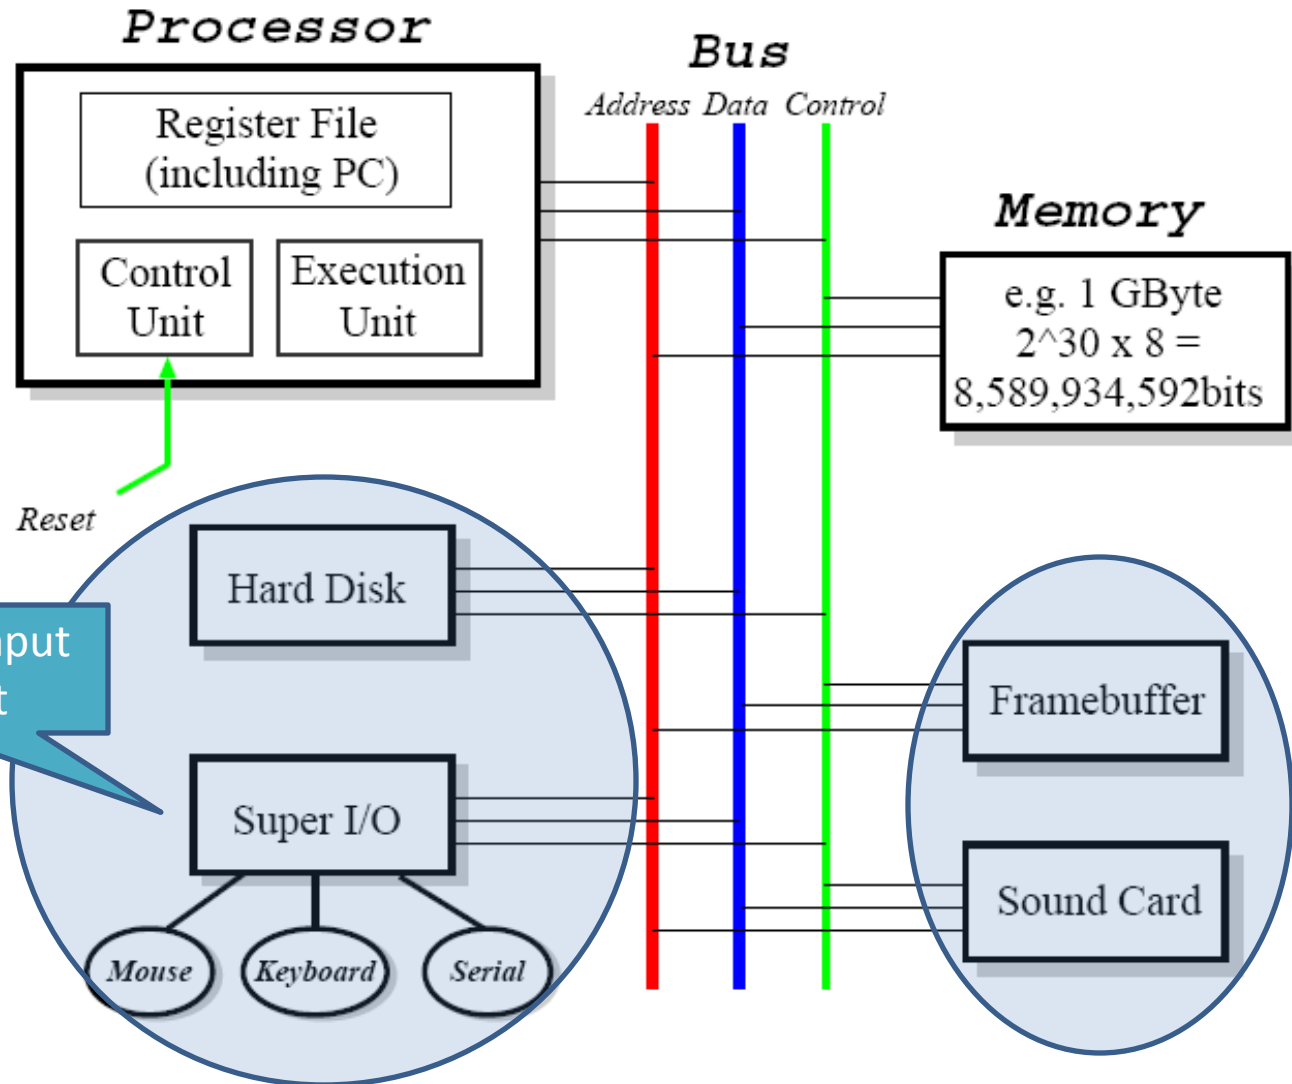 Processor
Bus
Address Data Control
Register File
(including PC)
Control
Unit
Execution
Unit
Memory
e.g. 1 GByte
2^30 x 8 =
8,589,934,592bits
Reset
Hard Disk
Super I/O
Mouse
Keyboard
Serial
Framebuffer
Sound Card